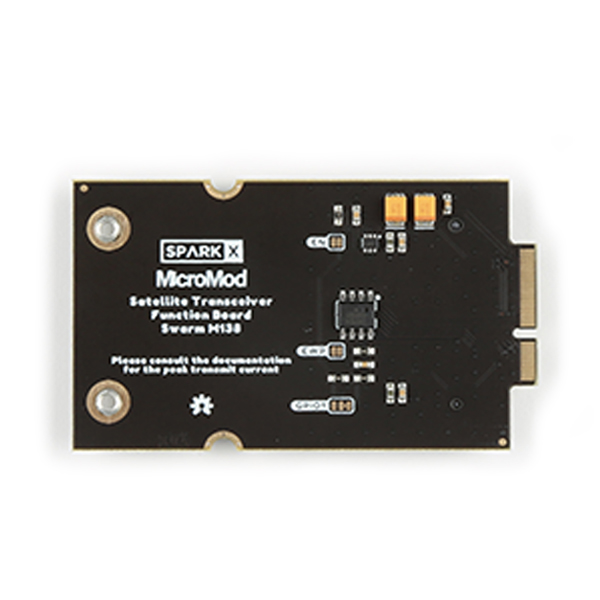 SPARK X
MicroMod
Satellite Transceiver
Function Board
Swarm M138
Please consult the documentation
for the peak transmit current
EN
EWP
GPIO1